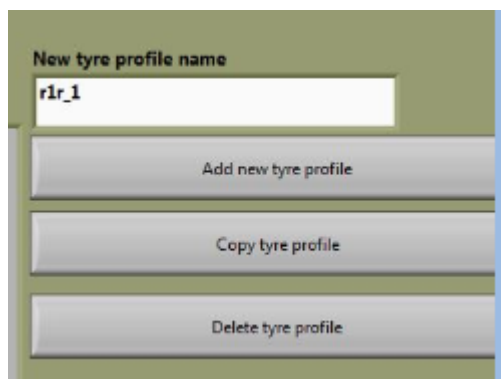 New tyre profile name
r1r_1
Add new tyre profile
Copy tyre profile
Delete tyre profile